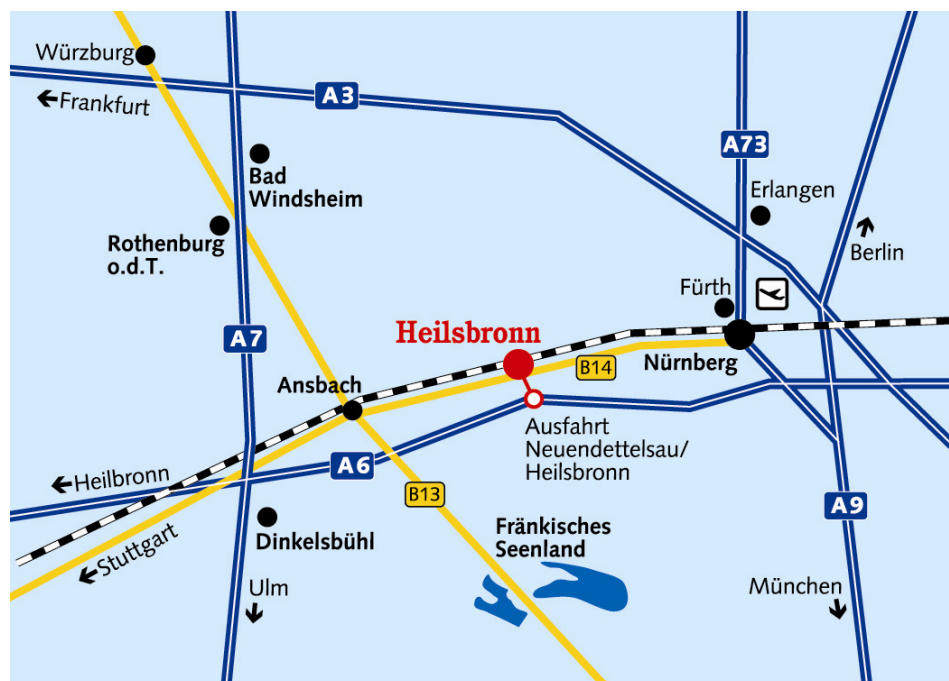 Würzburg
Frankfurt
A3
A73
Bad
Windsheim
Erlangen
Rothenburg
o.d.T.
Berlin
Fürth
A7
Heilsbronn
Nürnberg
B14
Ansbach
Ausfahrt
Neuendettelsau/
Heilsbronn
A6
Heilbronn
B13
A9
Stuttgart
Dinkelsbühl
Fränkisches
Seenland
Ulm
München